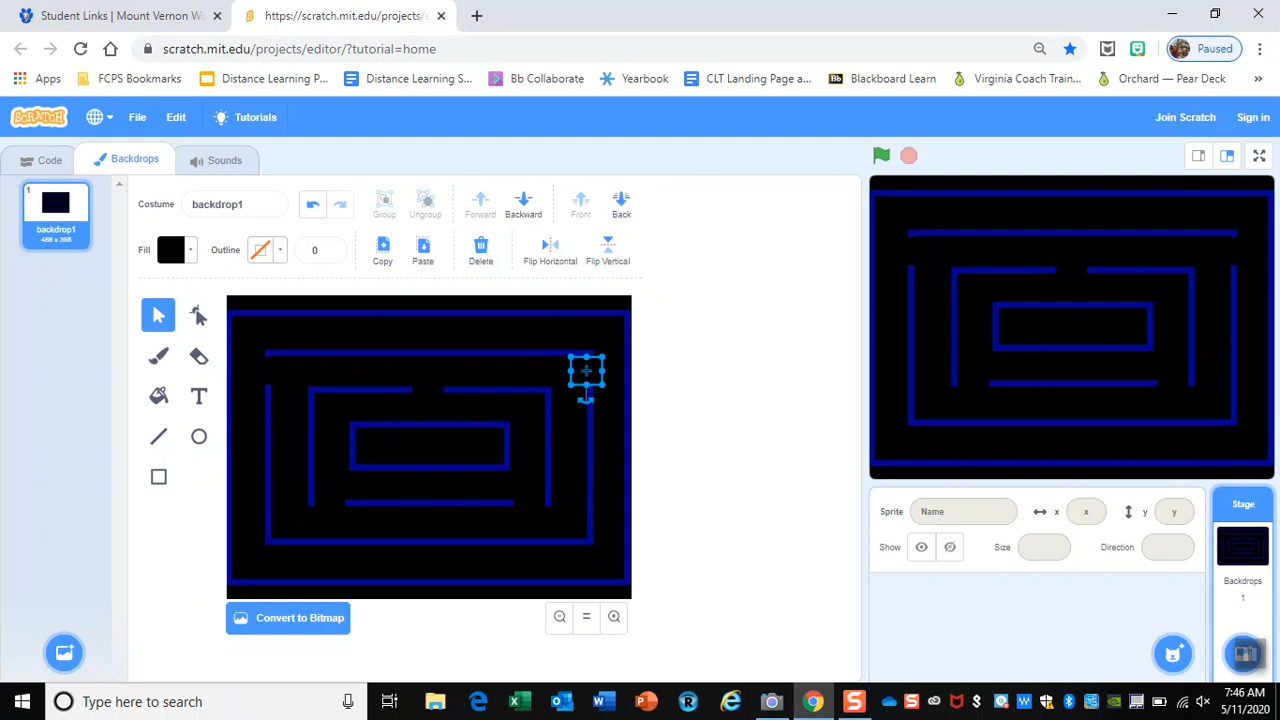 Student Links | Mount Vernon W
https://scratch.mit.edu/projects/e
scratch.mit.edu/projects/editor/?tutorial=home
Paused
Apps
FCPS Bookmarks
Distance Learning P...
Distance Learning S...
Bb Collaborate
Yearbook
CLT Landing Page a...
Bb
Blackboard Learn
Virginia Coach Train...
Orchard — Pear Deck
»
SCRATCH
File
Edit
Tutorials
Join Scratch
Sign in
Code
Backdrops
Sounds
1
backdrop1
488 x 368
Costume
backdrop1
Group
Ungroup
Forward
Backward
Front
Back
Fill
Outline
0
Copy
Paste
Delete
Flip Horizontal
Flip Vertical
T
Convert to Bitmap
=
Sprite
Name
x
x
y
y
Show
Size
Direction
Stage
Backdrops
1
Type here to search
7:46 AM
5/11/2020